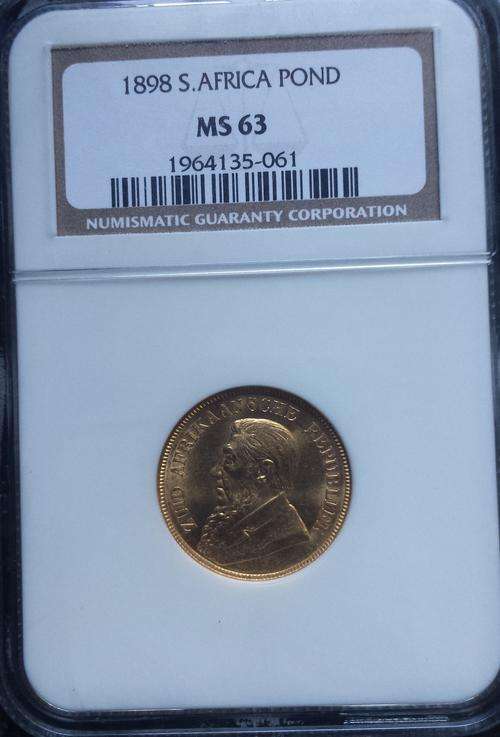 1898 S.AFRICA POND
MS 63
1964135-061
NUMISMATIC GUARANTY CORPORATION
ZUID AFRIKAANSCHE REPUBLIEK